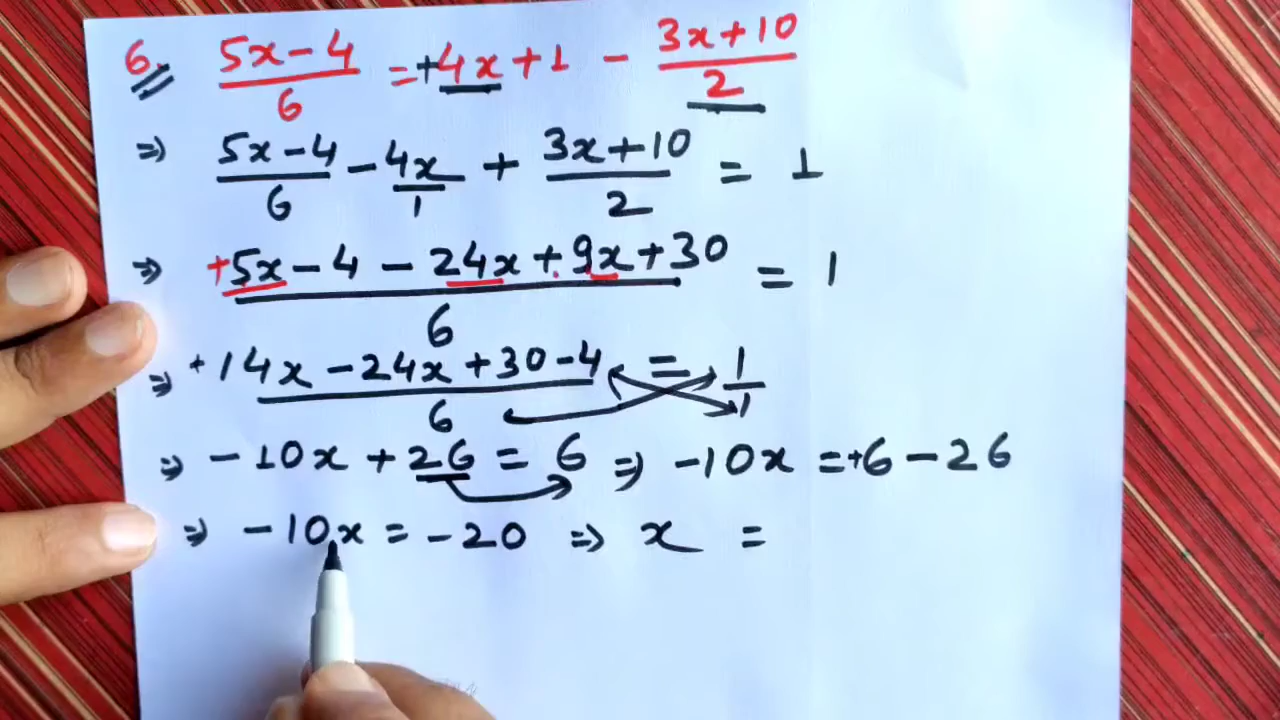 6. (5x-4)/6 = +4x+1 - (3x+10)/2
⇒ (5x-4)/6 - 4x/1 + (3x+10)/2 = 1
⇒ (+5x-4-24x+9x+30)/6 = 1
⇒ (+14x-24x+30-4)/6 = 1/1
⇒ -10x+26 = 6 ⇒ -10x = +6-26
⇒ -10x = -20 ⇒ x =